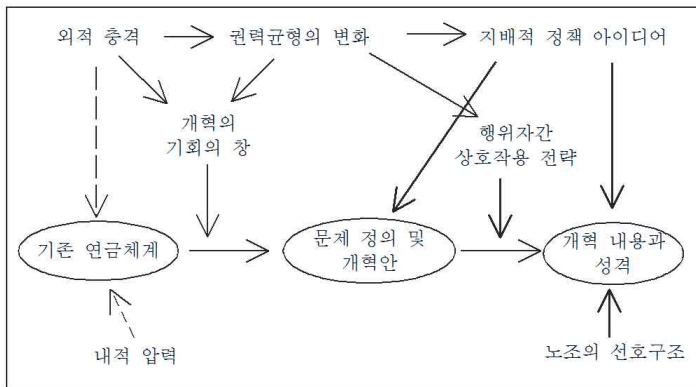 외적 충격
권력균형의 변화
지배적 정책 아이디어
개혁의
기회의 창
행위자간
상호작용 전략
기존 연금체계
문제 정의 및
개혁안
개혁 내용과
성격
내적 압력
노조의 선호구조